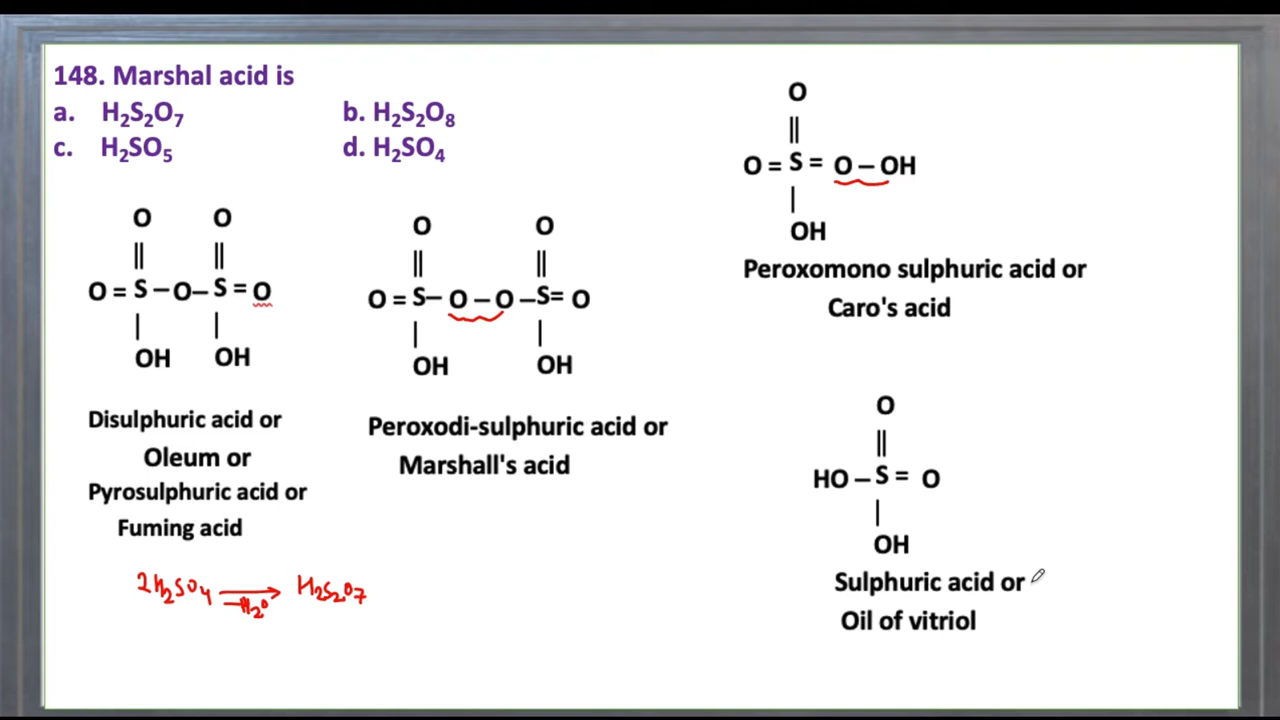 148. Marshal acid is
a. H₂S₂O₇ b. H₂S₂O₈
c. H₂SO₅ d. H₂SO₄
O O
||  ||
O = S – O – S = O
|  |
OH OH
Disulphuric acid or
Oleum or
Pyrosulphuric acid or
Fuming acid
2H₂SO₄ –H₂O → H₂S₂O₇
O O
||  ||
O = S – O – O – S = O
|  |
OH OH
Peroxodi-sulphuric acid or
Marshall's acid
O
||
O = S = O – OH
|
OH
Peroxomono sulphuric acid or
Caro's acid
O
||
HO – S = O
|
OH
Sulphuric acid or
Oil of vitriol